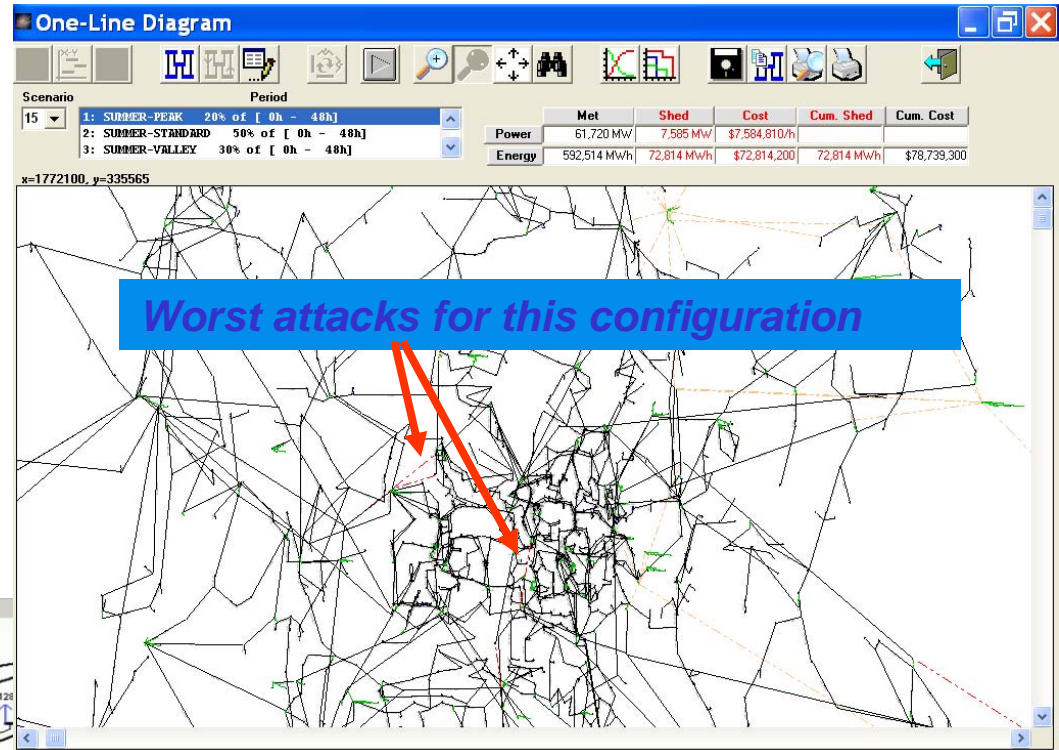 One-Line Diagram
Scenario
Period
15
1: SUMMER-PEAK 20% of [ 0h - 48h]
2: SUMMER-STANDARD 50% of [ 0h - 48h]
3: SUMMER-VALLEY 30% of [ 0h - 48h]
Met Shed Cost Cum. Shed Cum. Cost
Power 61,720 MW 7,585 MW $7,584,810/h
Energy 592,514 MWh 72,814 MWh $72,814,200 72,814 MWh $78,739,300
x=1772100, y=335565
Worst attacks for this configuration
128